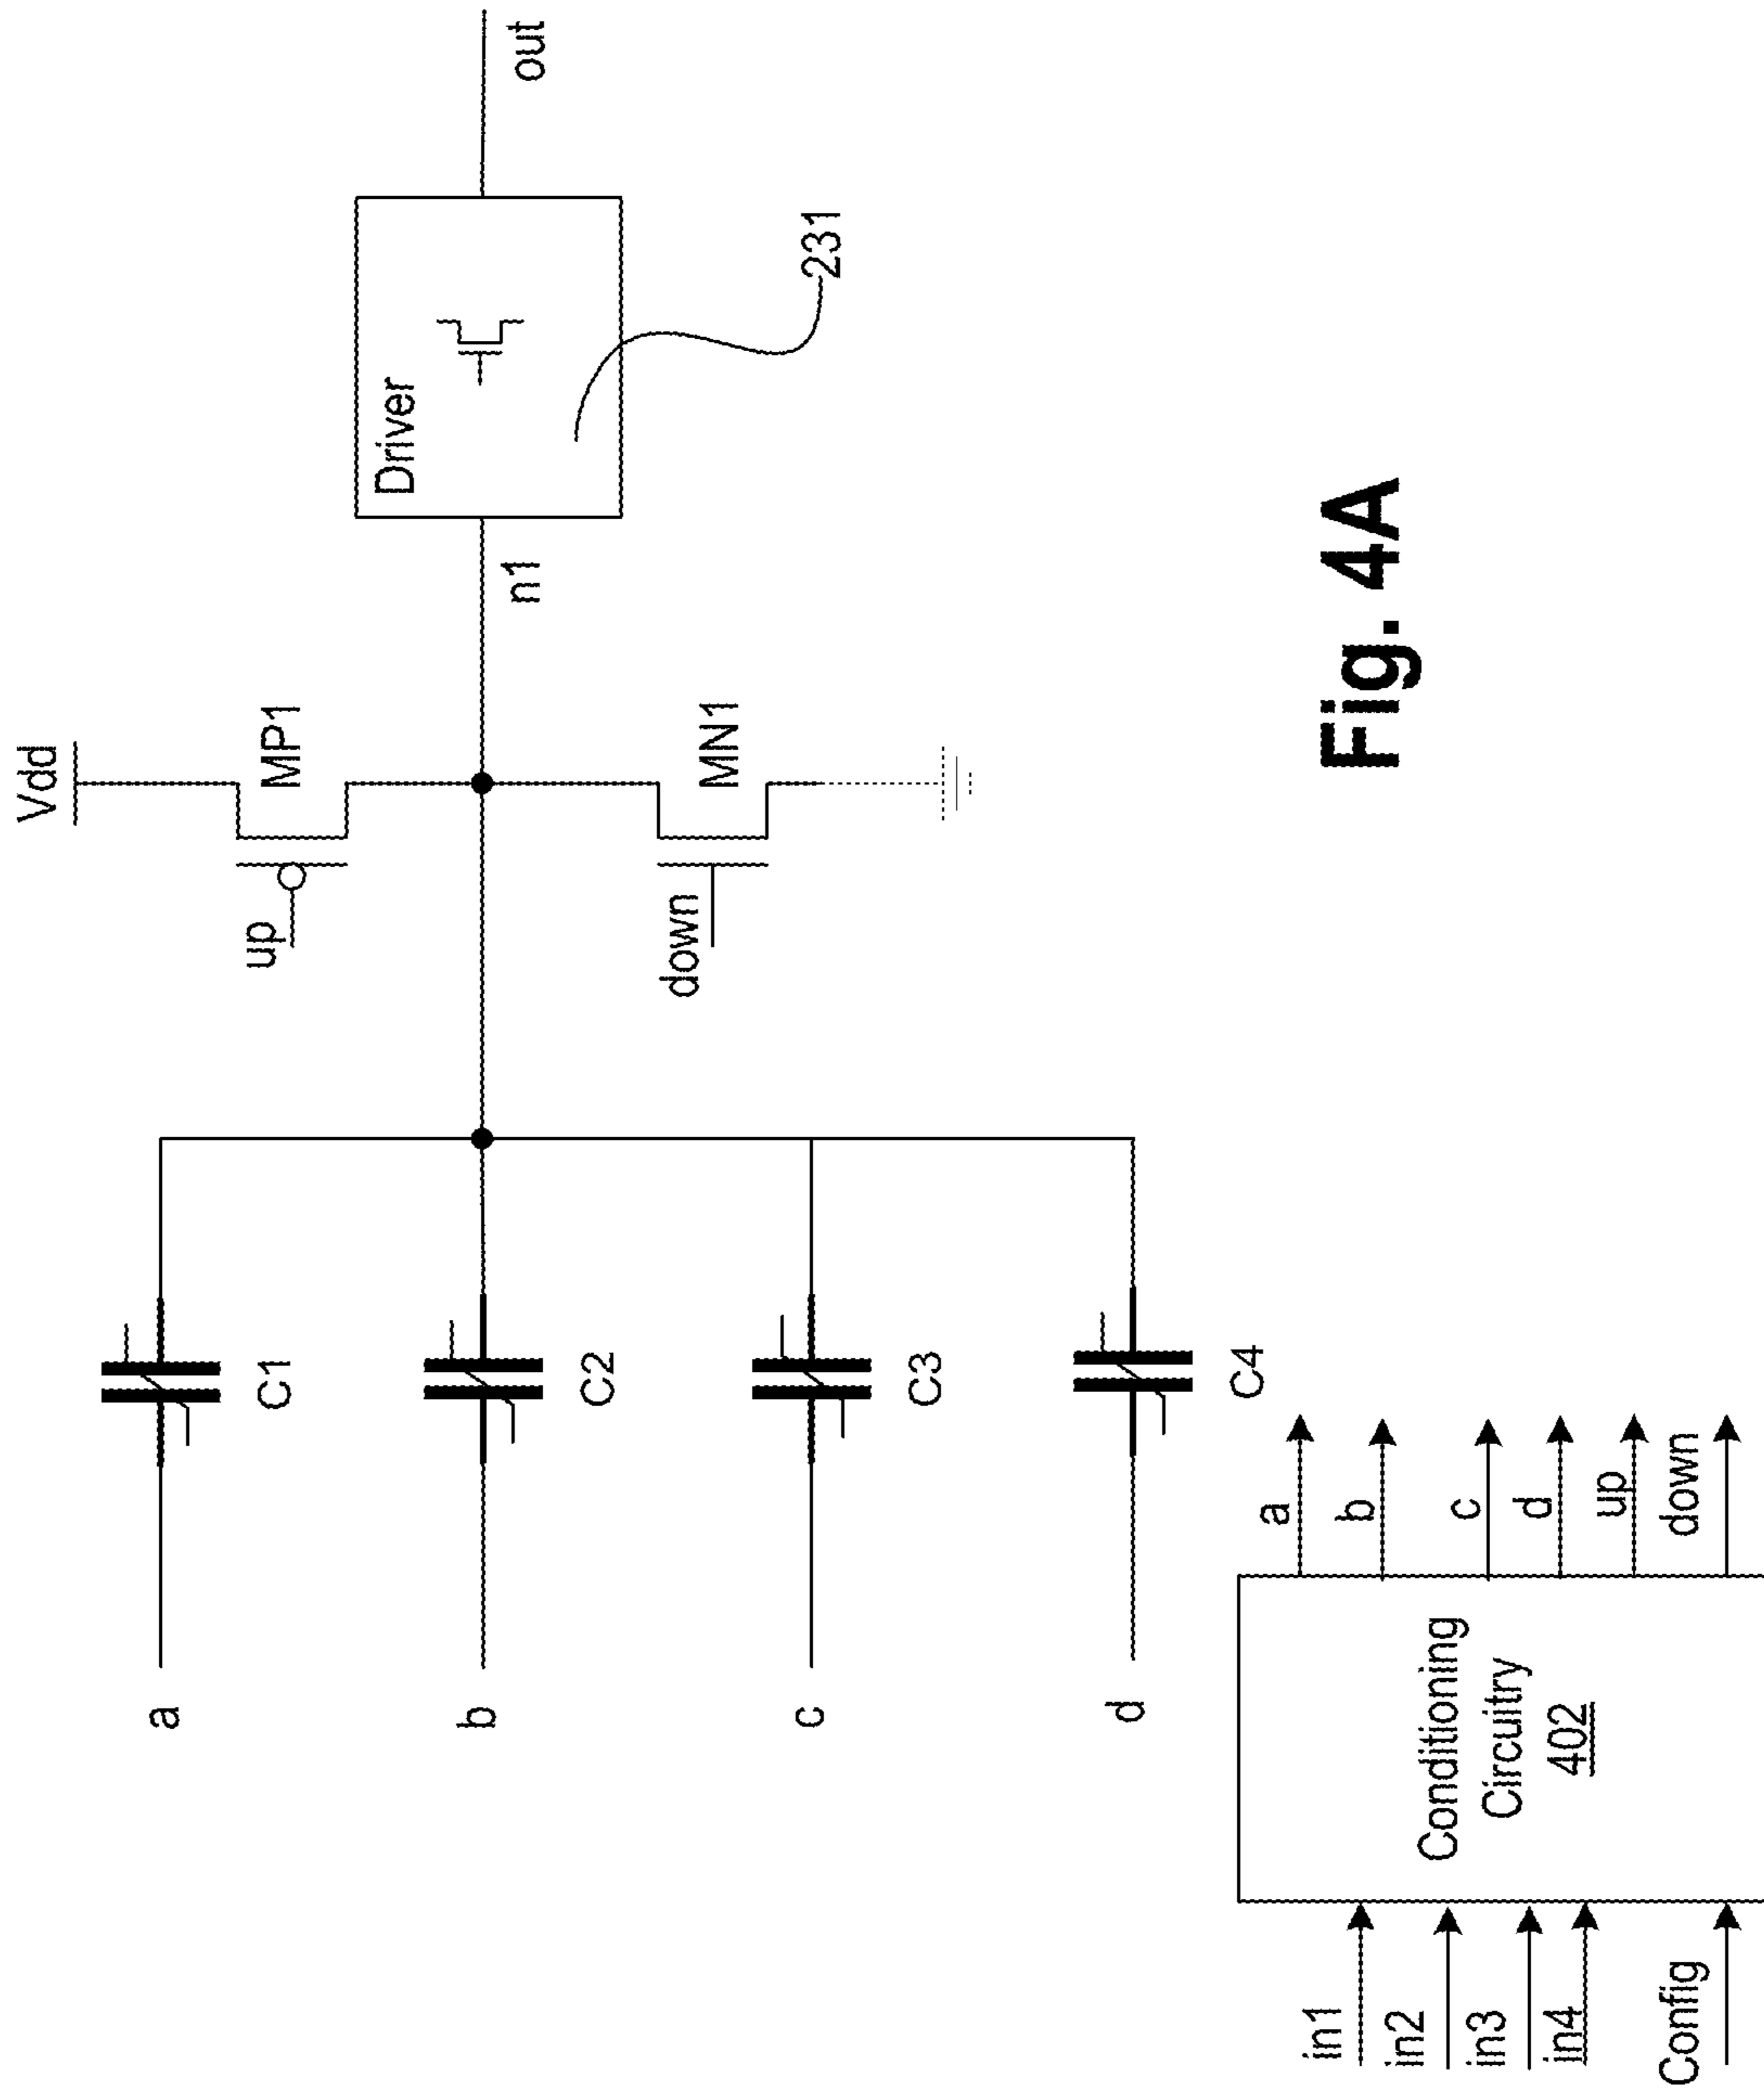 Vdd
up
MP1
a
C1
Driver
out
b
C2
n1
down
MN1
231
c
C3
d
C4
in1
in2
in3
in4
Config
Conditioning
Circuitry
402
a
b
c
d
up
down
Fig. 4A